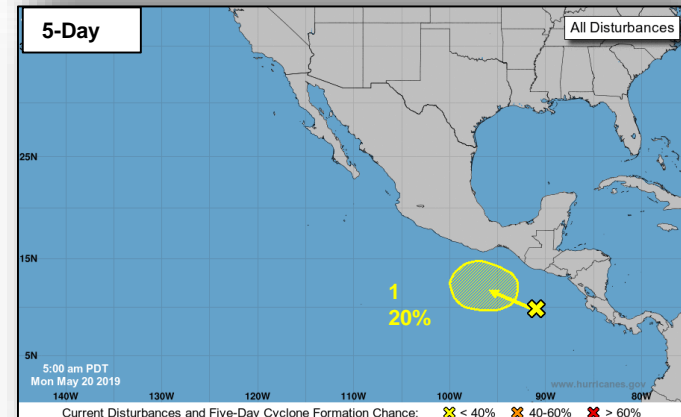 5-Day
All Disturbances
25N
15N
1
20%
5N
5:00 am PDT
Mon May 20 2019
www.hurricanes.gov
140W 130W 120W 110W 100W 90W 80W
Current Disturbances and Five-Day Cyclone Formation Chance: < 40% 40-60% > 60%